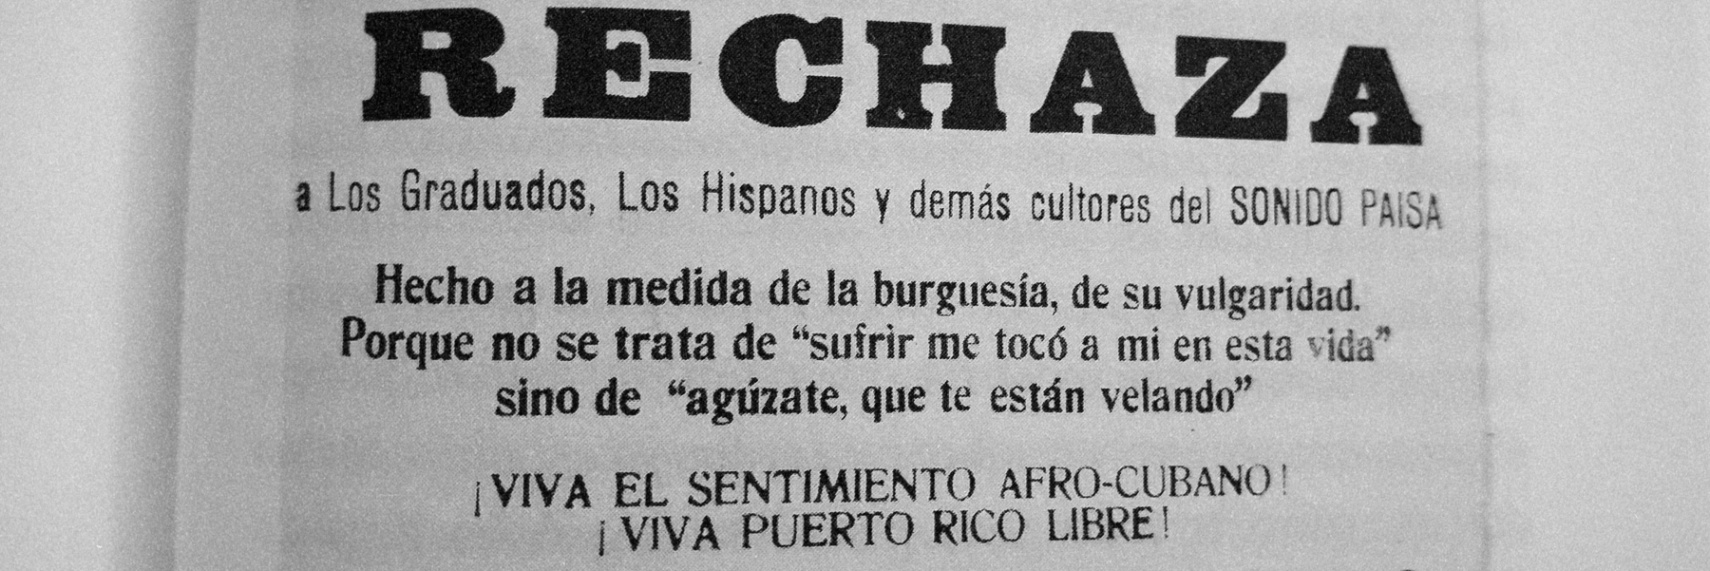 RECHAZA
a Los Graduados, Los Hispanos y demás cultores del SONIDO PAISA
Hecho a la medida de la burguesía, de su vulgaridad.
Porque no se trata de “sufrir me tocó a mi en esta vida”
sino de “agúzate, que te están velando”
¡VIVA EL SENTIMIENTO AFRO-CUBANO!
¡VIVA PUERTO RICO LIBRE!